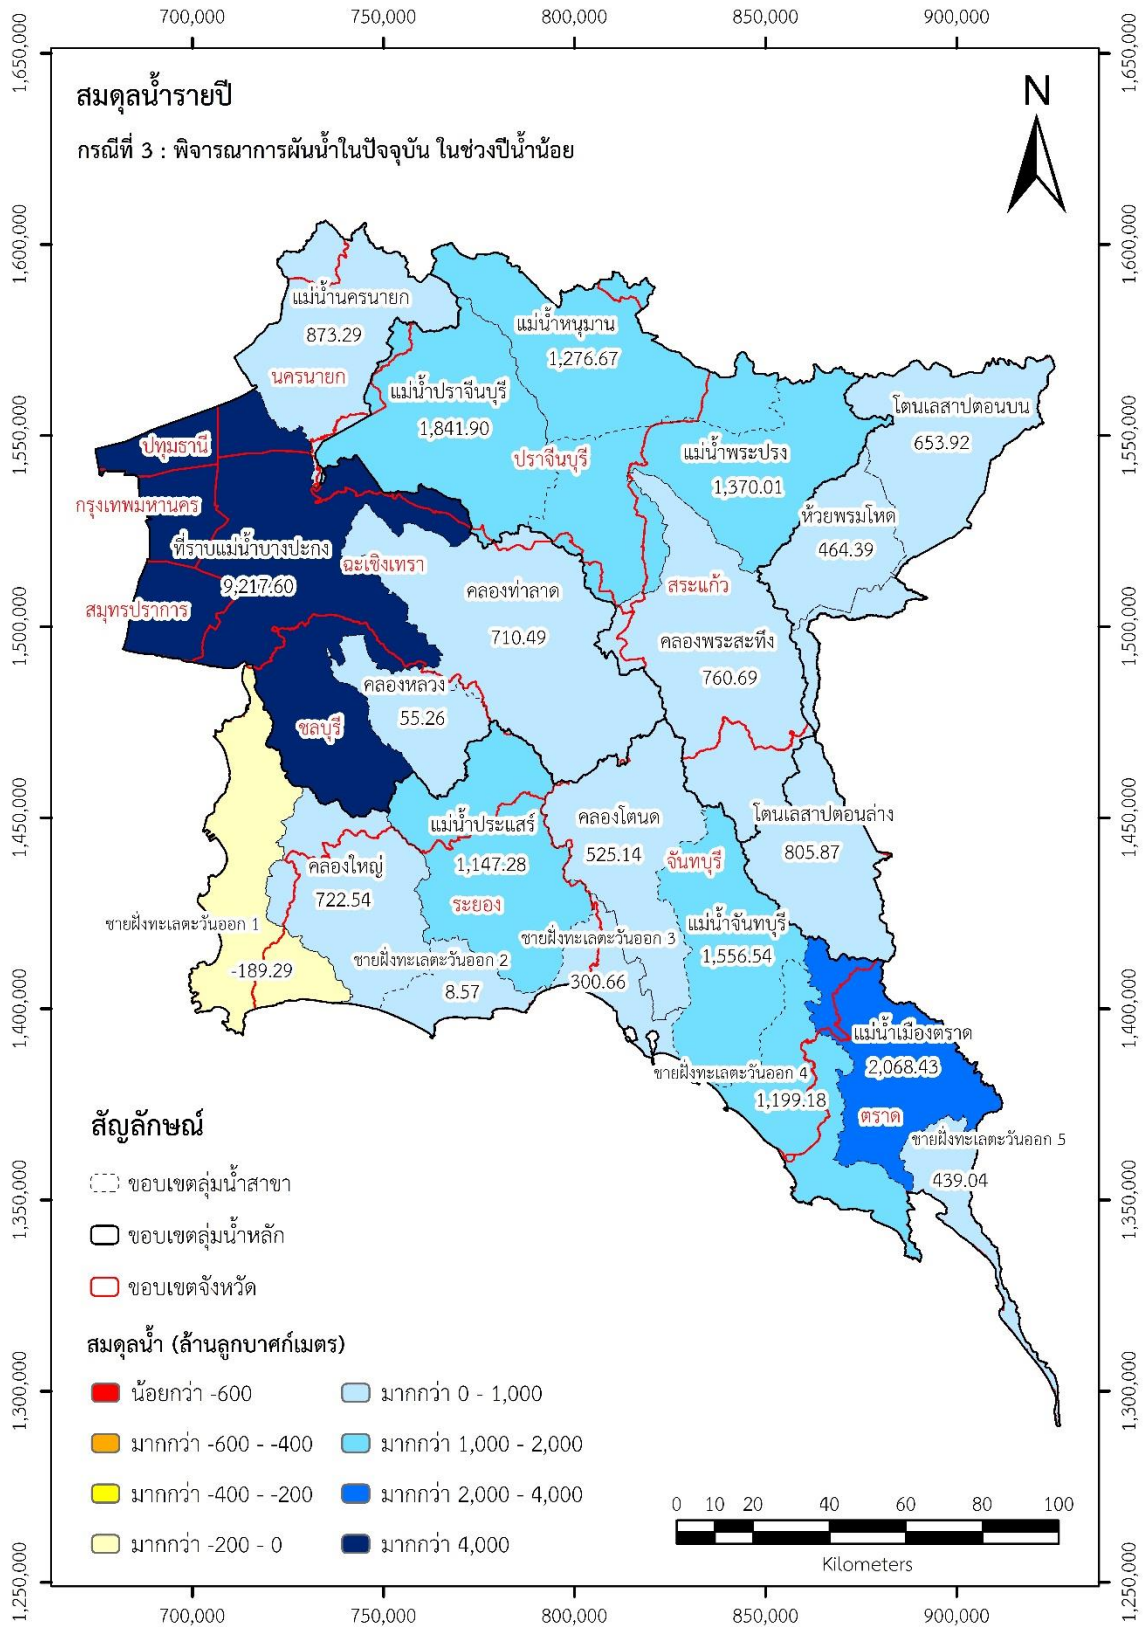 700,000 750,000 800,000 850,000 900,000
1,650,000
1,650,000
สมดุลน้ำรายปี
กรณีที่ 3 : พิจารณาการผันน้ำในปัจจุบัน ในช่วงปีน้ำน้อย
N
1,600,000
1,600,000
แม่น้ำนครนายก
873.29
นครนายก
แม่น้ำหนุมาน
1,276.67
แม่น้ำปราจีนบุรี
1,841.90
ปราจีนบุรี
โตนเลสาปตอนบน
653.92
1,550,000
1,550,000
ปทุมธานี
แม่น้ำพระปรง
1,370.01
กรุงเทพมหานคร
ห้วยพรมโหด
464.39
ที่ราบแม่น้ำบางปะกง
9,217.60
ฉะเชิงเทรา
สมุทรปราการ
คลองท่าลาด
710.49
สระแก้ว
คลองพระสะทึง
760.69
1,500,000
1,500,000
คลองหลวง
55.26
ชลบุรี
1,450,000
1,450,000
แม่น้ำประแสร์
1,147.28
ระยอง
คลองโตนด
525.14
โตนเลสาปตอนล่าง
805.87
จันทบุรี
คลองใหญ่
722.54
ชายฝั่งทะเลตะวันออก 1
-189.29
ชายฝั่งทะเลตะวันออก 2
8.57
ชายฝั่งทะเลตะวันออก 3
300.66
แม่น้ำจันทบุรี
1,556.54
1,400,000
1,400,000
แม่น้ำเมืองตราด
2,068.43
ชายฝั่งทะเลตะวันออก 4
1,199.18
ตราด
ชายฝั่งทะเลตะวันออก 5
439.04
1,350,000
1,350,000
สัญลักษณ์
ขอบเขตลุ่มน้ำสาขา
ขอบเขตลุ่มน้ำหลัก
ขอบเขตจังหวัด
สมดุลน้ำ (ล้านลูกบาศก์เมตร)
1,300,000
1,300,000
น้อยกว่า -600
มากกว่า -600 - -400
มากกว่า -400 - -200
มากกว่า -200 - 0
มากกว่า 0 - 1,000
มากกว่า 1,000 - 2,000
มากกว่า 2,000 - 4,000
มากกว่า 4,000
0 10 20 40 60 80 100
Kilometers
1,250,000
1,250,000
700,000 750,000 800,000 850,000 900,000